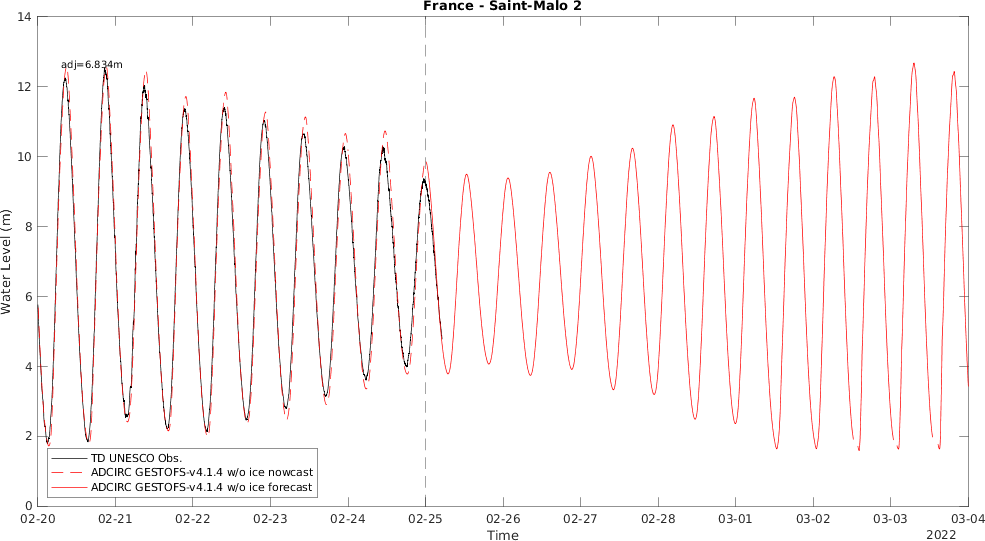 France - Saint-Malo 2
14
12
10
8
6
4
2
0
Water Level (m)
adj=6.834m
TD UNESCO Obs.
ADCIRC GESTOFS-v4.1.4 w/o ice nowcast
ADCIRC GESTOFS-v4.1.4 w/o ice forecast
02-20 02-21 02-22 02-23 02-24 02-25 02-26 02-27 02-28 03-01 03-02 03-03 03-04
Time
2022